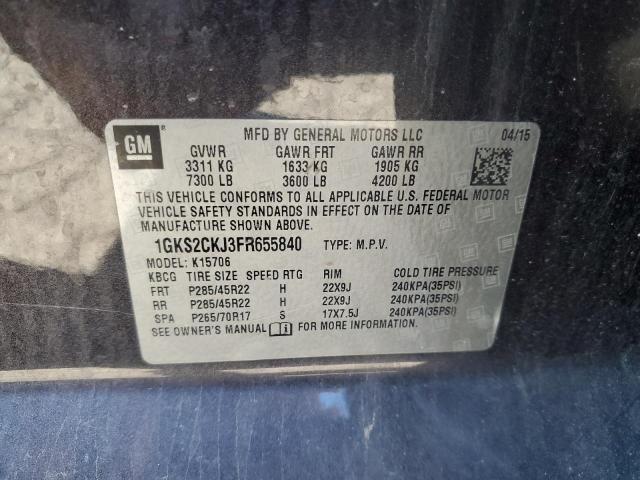 GM ®
MFD BY GENERAL MOTORS LLC 04/15
GVWR GAWR FRT GAWR RR
3311 KG 1633 KG 1905 KG
7300 LB 3600 LB 4200 LB
THIS VEHICLE CONFORMS TO ALL APPLICABLE U.S. FEDERAL MOTOR
VEHICLE SAFETY STANDARDS IN EFFECT ON THE DATE OF
MANUFACTURE SHOWN ABOVE.
1GKS2CKJ3FR655840 TYPE: M.P.V.
MODEL: K15706
KBCG TIRE SIZE SPEED RTG RIM COLD TIRE PRESSURE
FRT P285/45R22 H 22X9J 240KPA(35PSI)
RR P285/45R22 H 22X9J 240KPA(35PSI)
SPA P265/70R17 S 17X7.5J 240KPA(35PSI)
SEE OWNER'S MANUAL FOR MORE INFORMATION.